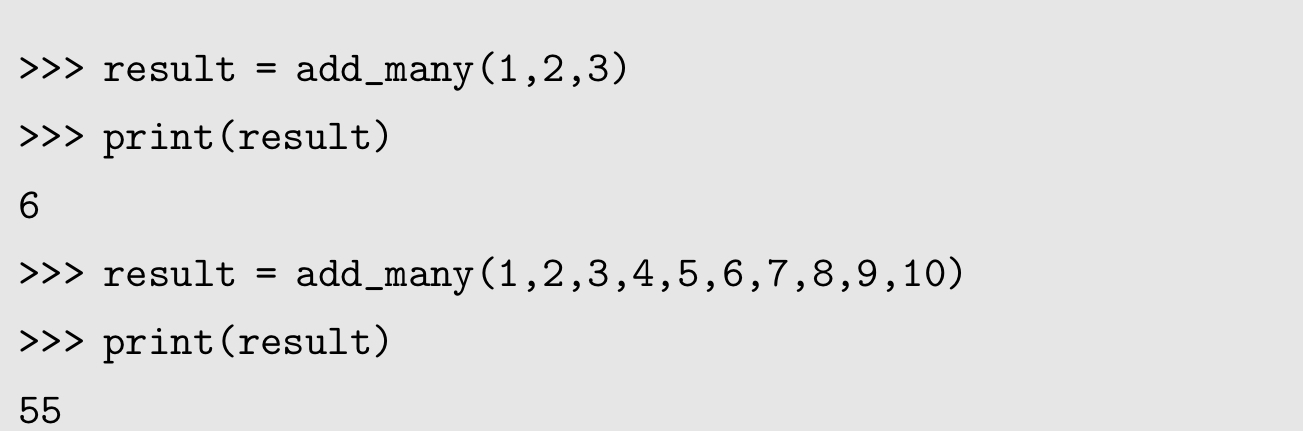 >>> result = add_many(1,2,3)
>>> print(result)
6
>>> result = add_many(1,2,3,4,5,6,7,8,9,10)
>>> print(result)
55